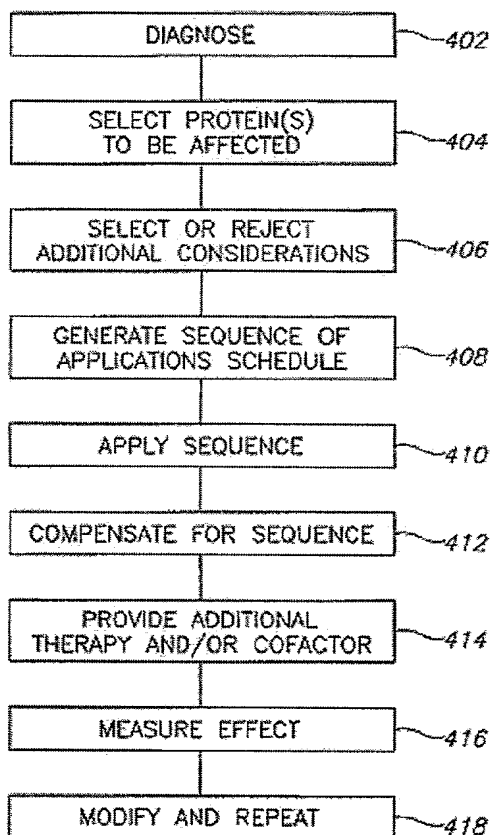 DIAGNOSE
402
SELECT PROTEIN(S)
TO BE AFFECTED
404
SELECT OR REJECT
ADDITIONAL CONSIDERATIONS
406
GENERATE SEQUENCE OF
APPLICATIONS SCHEDULE
408
APPLY SEQUENCE
410
COMPENSATE FOR SEQUENCE
412
PROVIDE ADDITIONAL
THERAPY AND/OR COFACTOR
414
MEASURE EFFECT
416
MODIFY AND REPEAT
418